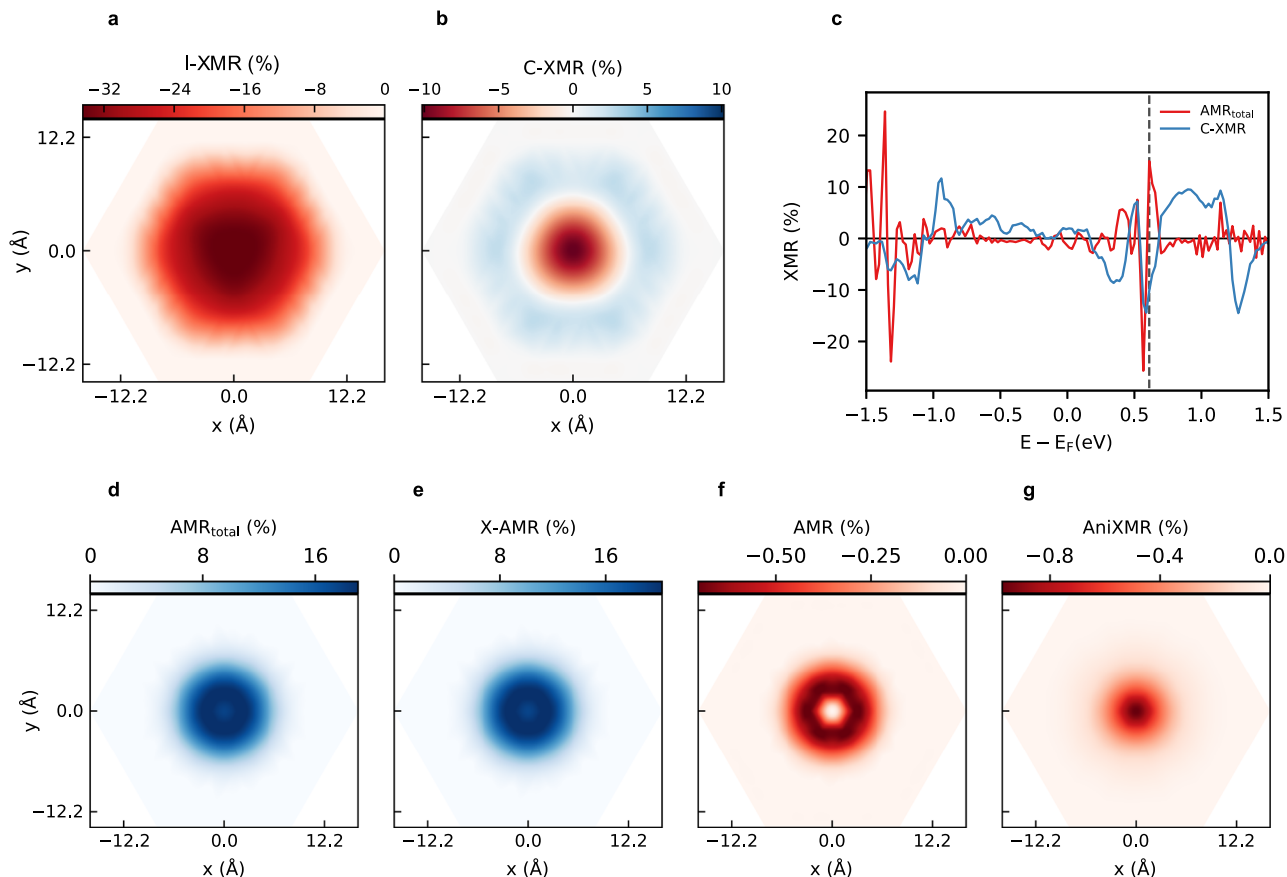 a
I-XMR (%)
−32 −24 −16 −8 0
12.2
0.0
−12.2
y (Å)
−12.2 0.0 12.2
x (Å)
b
C-XMR (%)
−10 −5 0 5 10
−12.2 0.0 12.2
x (Å)
c
AMRtotal
C-XMR
20
10
0
−10
−20
XMR (%)
−1.5 −1.0 −0.5 0.0 0.5 1.0 1.5
E − EF(eV)
d
AMRtotal (%)
0 8 16
12.2
0.0
−12.2
y (Å)
−12.2 0.0 12.2
x (Å)
e
X-AMR (%)
0 8 16
−12.2 0.0 12.2
x (Å)
f
AMR (%)
−0.50 −0.25 0.00
−12.2 0.0 12.2
x (Å)
g
AniXMR (%)
−0.8 −0.4 0.0
−12.2 0.0 12.2
x (Å)